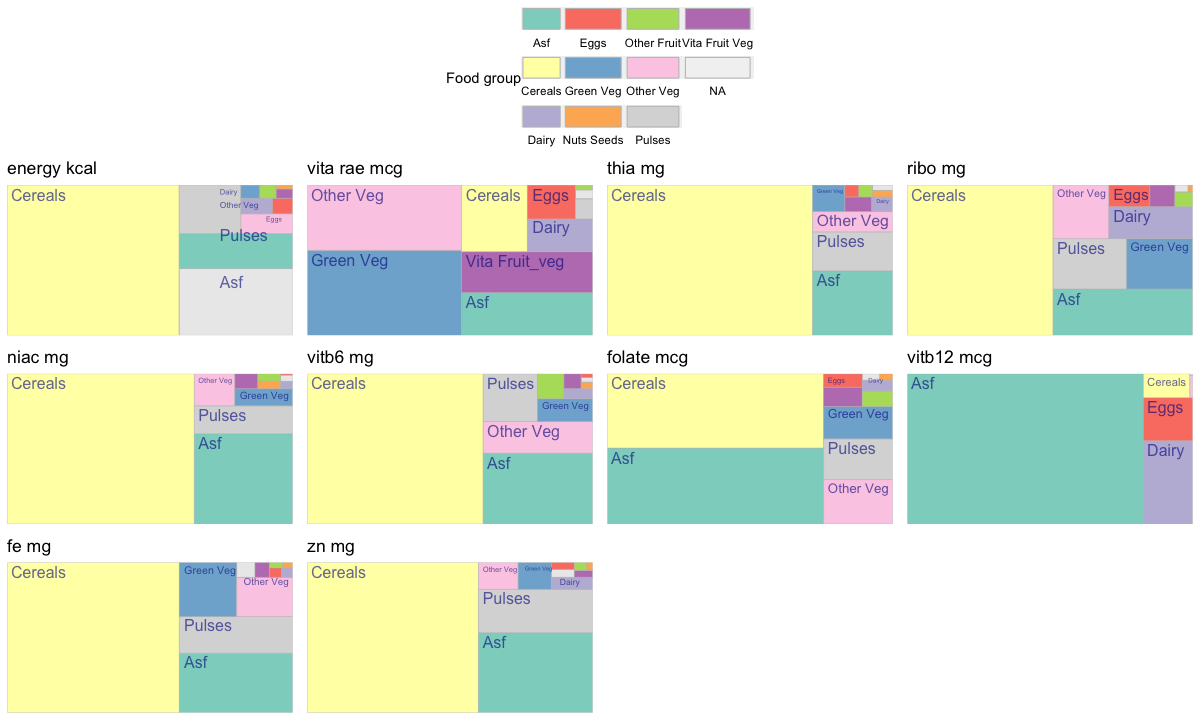 Asf Eggs Other Fruit Vita Fruit Veg
Food group
Cereals Green Veg Other Veg NA
Dairy Nuts Seeds Pulses
energy kcal
Cereals
Dairy
Other Veg
Eggs
Pulses
Asf
vita rae mcg
Other Veg
Cereals
Eggs
Dairy
Green Veg
Vita Fruit_veg
Asf
thia mg
Cereals
Green Veg
Dairy
Other Veg
Pulses
Asf
ribo mg
Cereals
Other Veg
Eggs
Dairy
Pulses
Green Veg
Asf
niac mg
Cereals
Other Veg
Green Veg
Pulses
Asf
vitb6 mg
Cereals
Pulses
Green Veg
Other Veg
Asf
folate mcg
Cereals
Eggs
Dairy
Green Veg
Asf
Pulses
Other Veg
vitb12 mcg
Asf
Cereals
Eggs
Dairy
fe mg
Cereals
Green Veg
Other Veg
Pulses
Asf
zn mg
Cereals
Other Veg
Green Veg
Dairy
Pulses
Asf